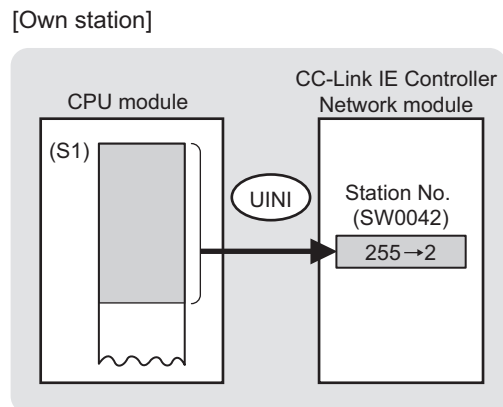 [Own station]
CC-Link IE Controller
Network module
CPU module
(S1)
UINI
Station No.
(SW0042)
255→2